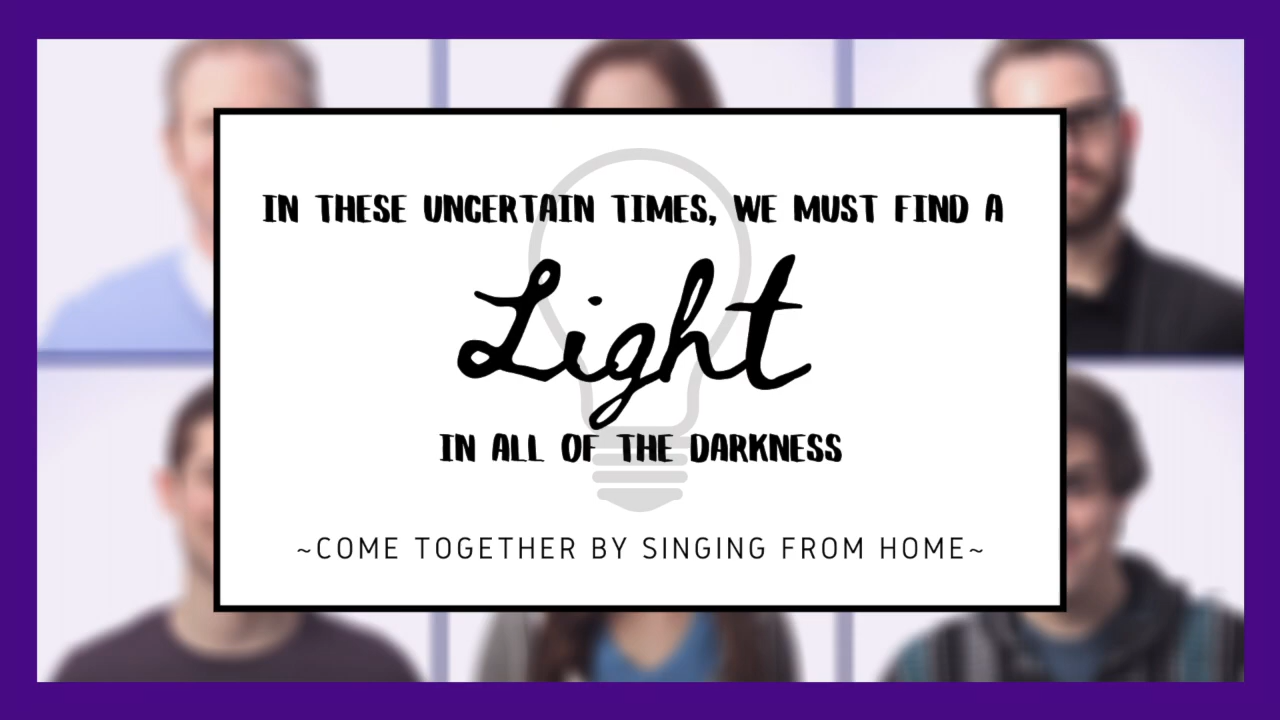 IN THESE UNCERTAIN TIMES, WE MUST FIND A
Light
IN ALL OF THE DARKNESS
~COME TOGETHER BY SINGING FROM HOME~